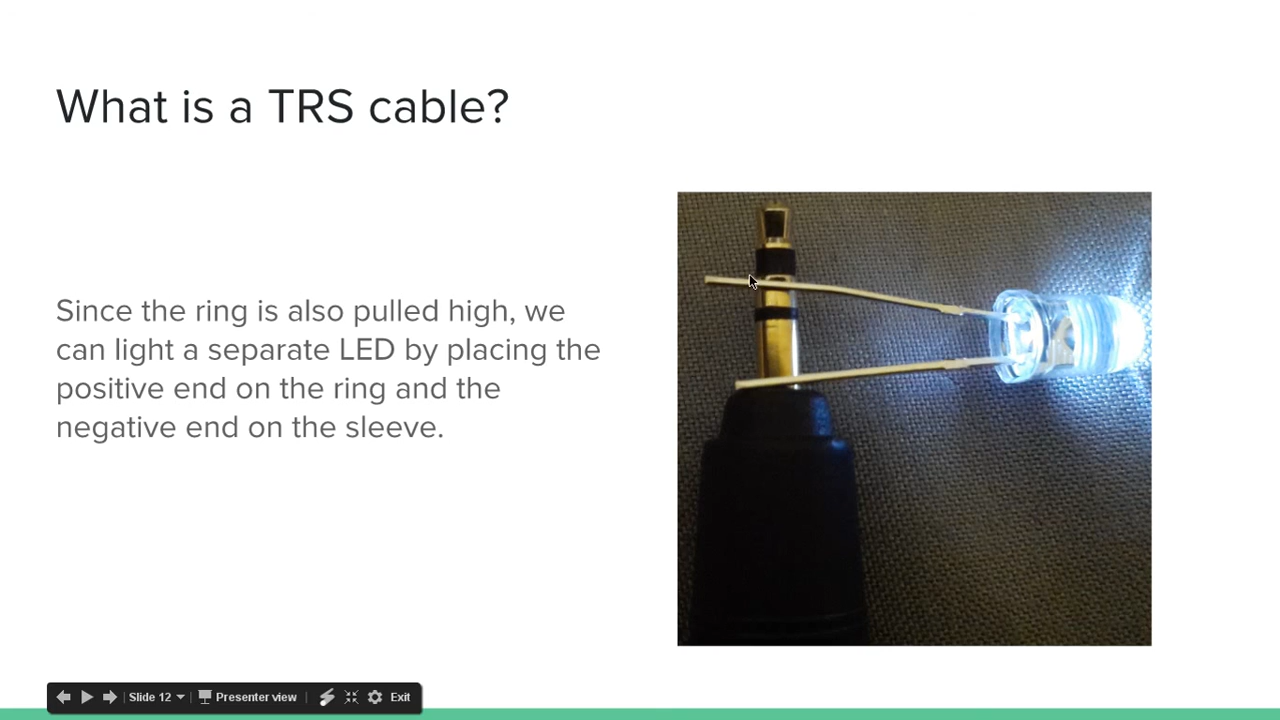 What is a TRS cable?
Since the ring is also pulled high, we
can light a separate LED by placing the
positive end on the ring and the
negative end on the sleeve.
Slide 12 Presenter view Exit